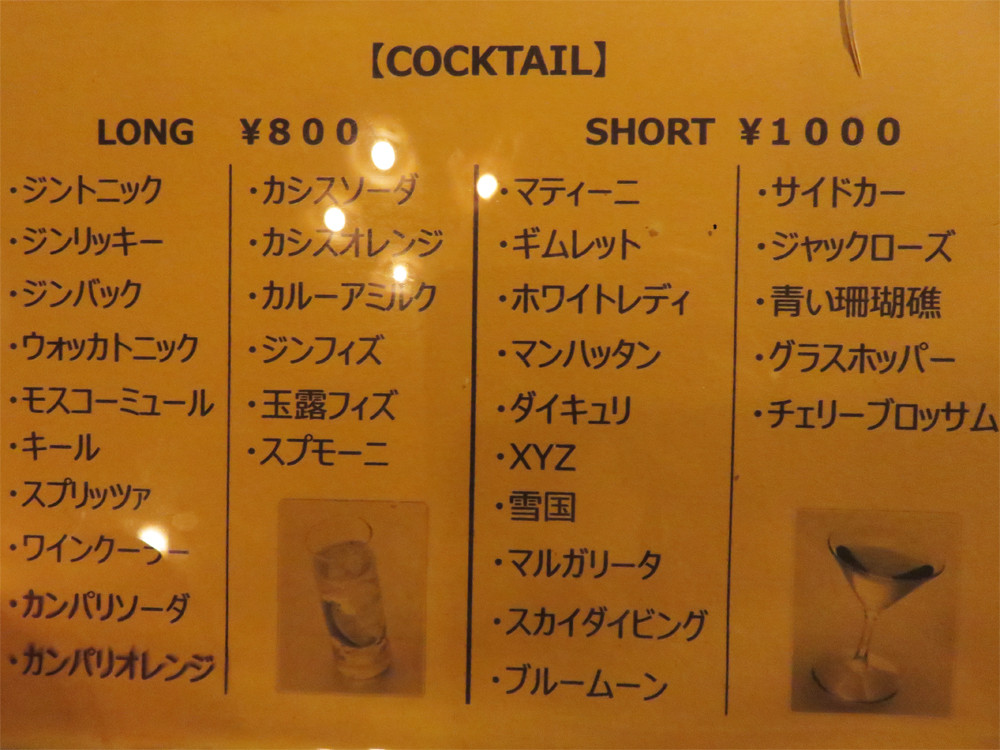 【COCKTAIL】
LONG ¥800
・ジントニック
・ジンリッキー
・ジンバック
・ウォッカトニック
・モスコーミュール
・キール
・スプリッツァ
・ワインクーラー
・カンパリソーダ
・カンパリオレンジ
・カシスソーダ
・カシスオレンジ
・カルーアミルク
・ジンフィズ
・玉露フィズ
・スプモーニ
SHORT ¥1000
・マティーニ
・ギムレット
・ホワイトレディ
・マンハッタン
・ダイキュリ
・XYZ
・雪国
・マルガリータ
・スカイダイビング
・ブルームーン
・サイドカー
・ジャックローズ
・青い珊瑚礁
・グラスホッパー
・チェリーブロッサム